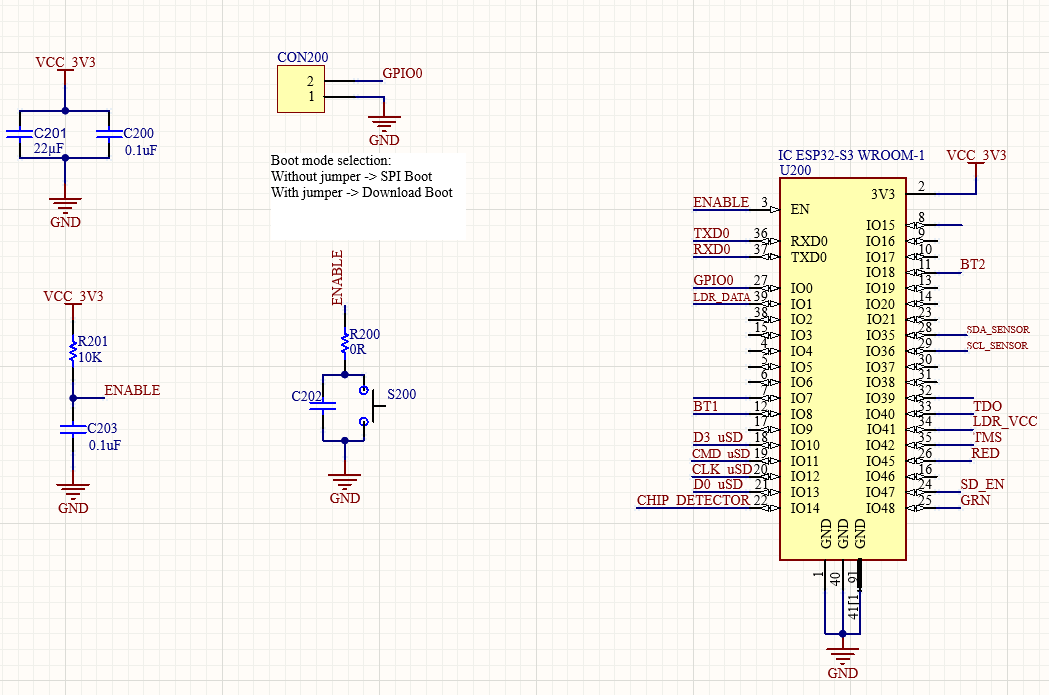 VCC_3V3
C201
22µF
C200
0.1uF
GND
CON200
2
1
GPIO0
GND
Boot mode selection:
Without jumper -> SPI Boot
With jumper -> Download Boot
VCC_3V3
R201
10K
ENABLE
C203
0.1uF
GND
ENABLE
R200
0R
C202
S200
GND
IC ESP32-S3 WROOM-1
U200
VCC_3V3
3V3 2
ENABLE 3 EN
TXD0 36 RXD0
RXD0 37 TXD0
GPIO0 27 IO0
LDR_DATA 39 IO1
38 IO2
15 IO3
4 IO4
5 IO5
6 IO6
7 IO7
BT1 12 IO8
17 IO9
D3_uSD 18 IO10
CMD_uSD 19 IO11
CLK_uSD 20 IO12
D0_uSD 21 IO13
CHIP_DETECTOR 22 IO14
IO15 8
IO16 9
IO17 10
IO18 11 BT2
IO19 13
IO20 14
IO21 23
IO35 28 SDA_SENSOR
IO36 29 SCL_SENSOR
IO37 30
IO38 31
IO39 32
IO40 33 TDO
IO41 34 LDR_VCC
IO42 35 TMS
IO45 26 RED
IO46 16
IO47 24 SD_EN
IO48 25 GRN
GND GND GND
1 40 41[1_9]
GND